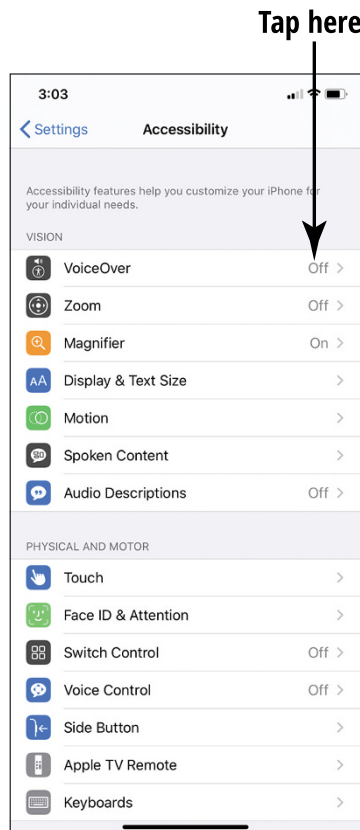 Tap here
3:03
Settings Accessibility
Accessibility features help you customize your iPhone for
your individual needs.
VISION
VoiceOver Off
Zoom Off
Magnifier On
AA Display & Text Size
Motion
Spoken Content
Audio Descriptions Off
PHYSICAL AND MOTOR
Touch
Face ID & Attention
Switch Control Off
Voice Control Off
Side Button
Apple TV Remote
Keyboards